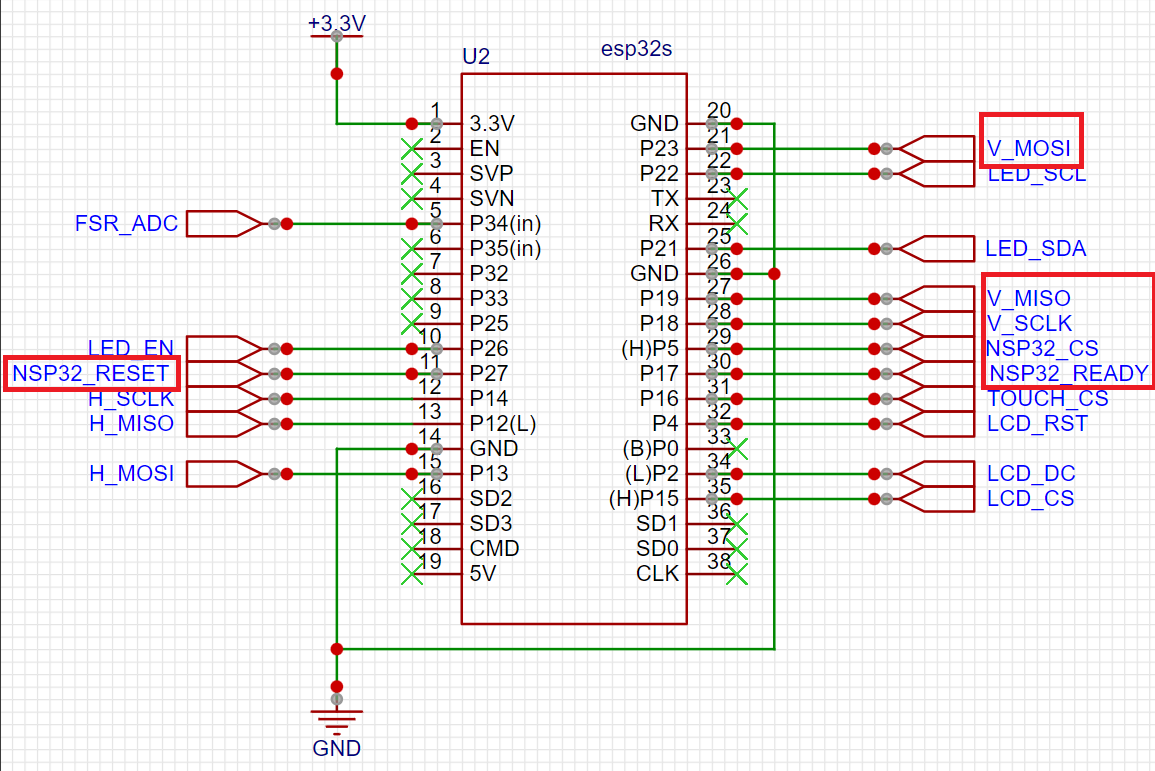 +3.3V
U2
esp32s
1
3.3V
GND
20
2
EN
P23
21
V_MOSI
3
SVP
P22
22
LED_SCL
4
SVN
TX
23
FSR_ADC
5
P34(in)
RX
24
6
P35(in)
P21
25
LED_SDA
7
P32
GND
26
8
P33
P19
27
V_MISO
9
P25
P18
28
V_SCLK
LED_EN
10
P26
(H)P5
29
NSP32_CS
NSP32_RESET
11
P27
P17
30
NSP32_READY
H_SCLK
12
P14
P16
31
TOUCH_CS
H_MISO
13
P12(L)
P4
32
LCD_RST
14
GND
(B)P0
33
H_MOSI
15
P13
(L)P2
34
LCD_DC
16
SD2
(H)P15
35
LCD_CS
17
SD3
SD1
36
18
CMD
SD0
37
19
5V
CLK
38
GND